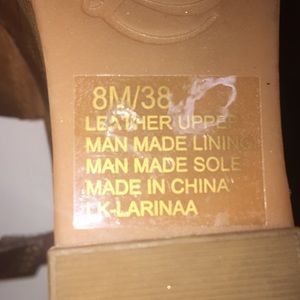 8M/38
LEATHER UPPER
MAN MADE LINING
MAN MADE SOLE
MADE IN CHINA
LK-LARINAA